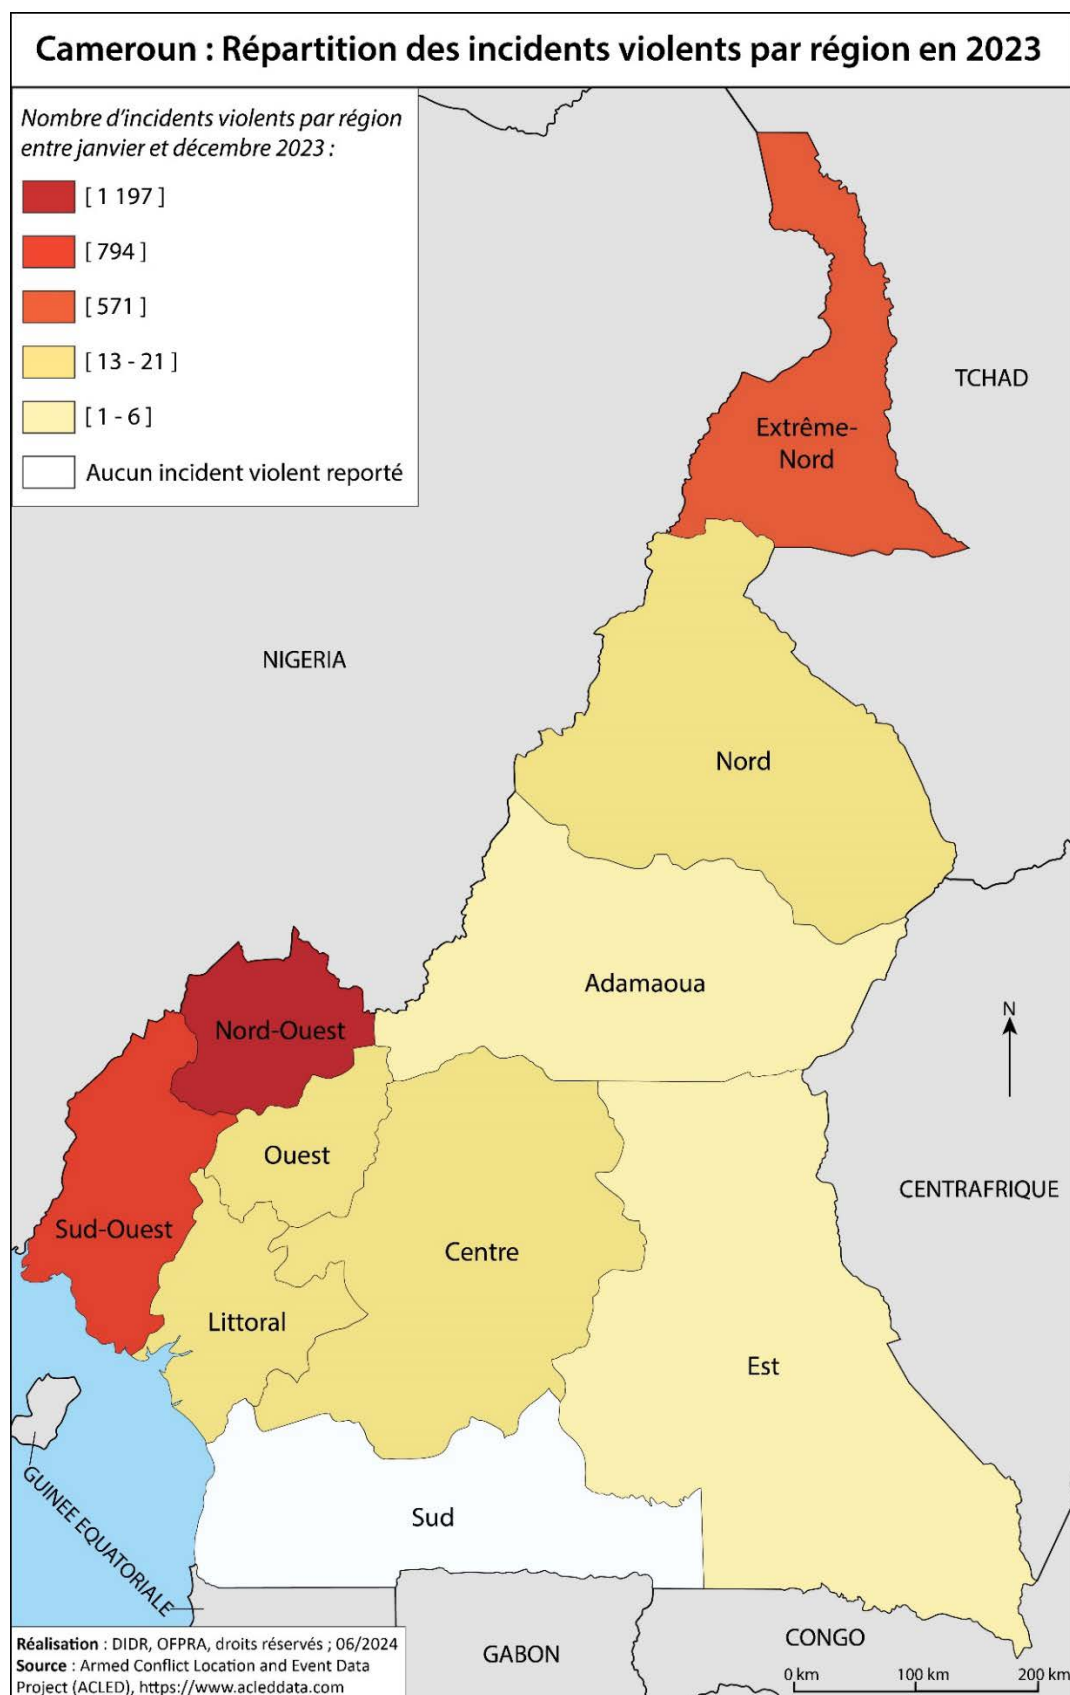 Cameroun : Répartition des incidents violents par région en 2023
Nombre d'incidents violents par région
entre janvier et décembre 2023 :
[ 1 197 ]
[ 794 ]
[ 571 ]
[ 13 - 21 ]
[ 1 - 6 ]
Aucun incident violent reporté
TCHAD
Extrême-
Nord
NIGERIA
Nord
Adamaoua
N
Nord-Ouest
Ouest
CENTRAFRIQUE
Sud-Ouest
Centre
Littoral
Est
GUINEE EQUATORIALE
Sud
Réalisation : DIDR, OFPRA, droits réservés ; 06/2024
Source : Armed Conflict Location and Event Data
Project (ACLED), https://www.acleddata.com
GABON
CONGO
0 km 100 km 200 km